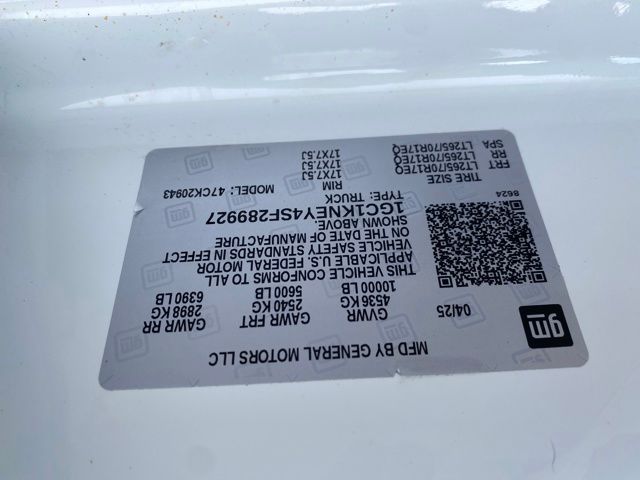 MFD BY GENERAL MOTORS LLC
gm
04/25
GVWR GAWR FRT GAWR RR
4536 KG 2540 KG 2898 KG
10000 LB 5600 LB 6390 LB
THIS VEHICLE CONFORMS TO ALL
APPLICABLE U.S. FEDERAL MOTOR
VEHICLE SAFETY STANDARDS IN EFFECT
ON THE DATE OF MANUFACTURE
SHOWN ABOVE.
1GC1KNEY4SF289927
TYPE: TRUCK MODEL: 47CK20943
8624
TIRE SIZE RIM
FRT LT265/70R17EQ 17X7.5J
RR LT265/70R17EQ 17X7.5J
SPA LT265/70R17EQ 17X7.5J